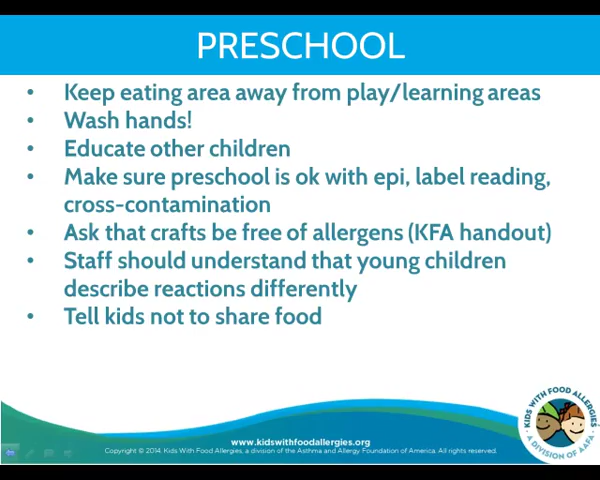 PRESCHOOL
• Keep eating area away from play/learning areas
• Wash hands!
• Educate other children
• Make sure preschool is ok with epi, label reading,
cross-contamination
• Ask that crafts be free of allergens (KFA handout)
• Staff should understand that young children
describe reactions differently
• Tell kids not to share food
KIDS WITH FOOD ALLERGIES
A DIVISION OF AAFA
www.kidswithfoodallergies.org
Copyright © 2014. Kids With Food Allergies, a division of the Asthma and Allergy Foundation of America. All rights reserved.